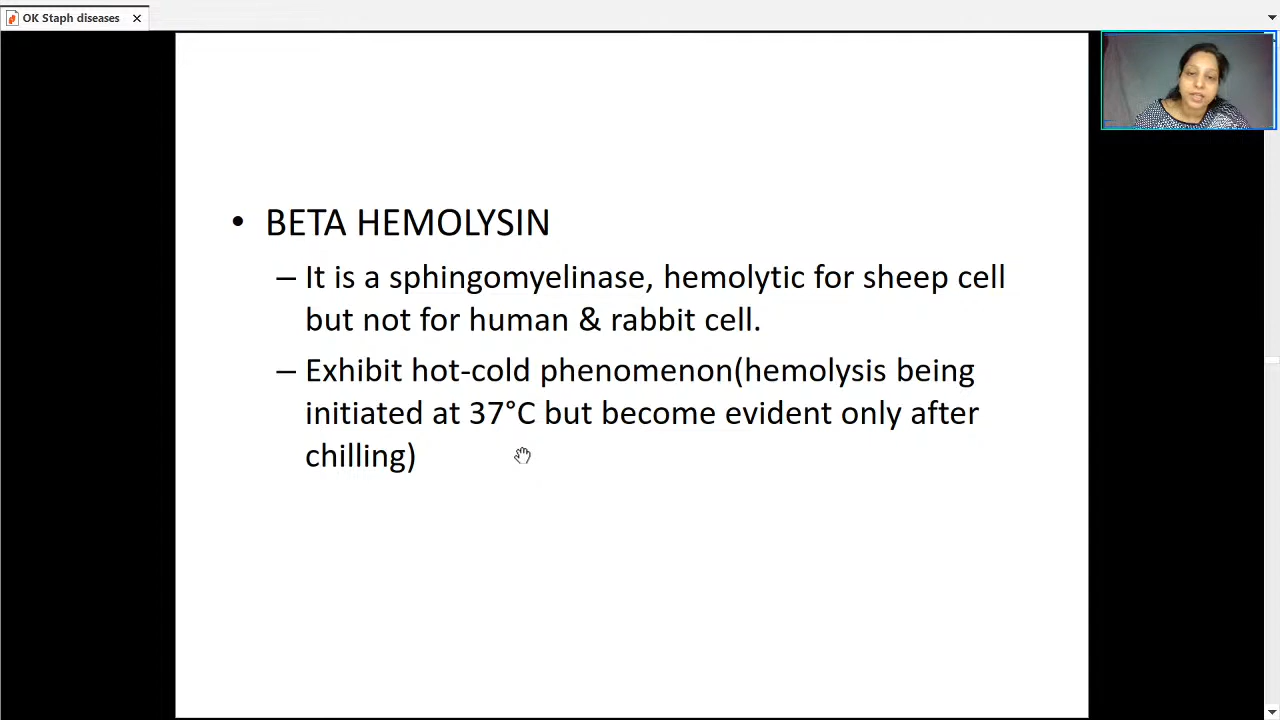 OK Staph diseases
• BETA HEMOLYSIN
– It is a sphingomyelinase, hemolytic for sheep cell
but not for human & rabbit cell.
– Exhibit hot-cold phenomenon(hemolysis being
initiated at 37°C but become evident only after
chilling)